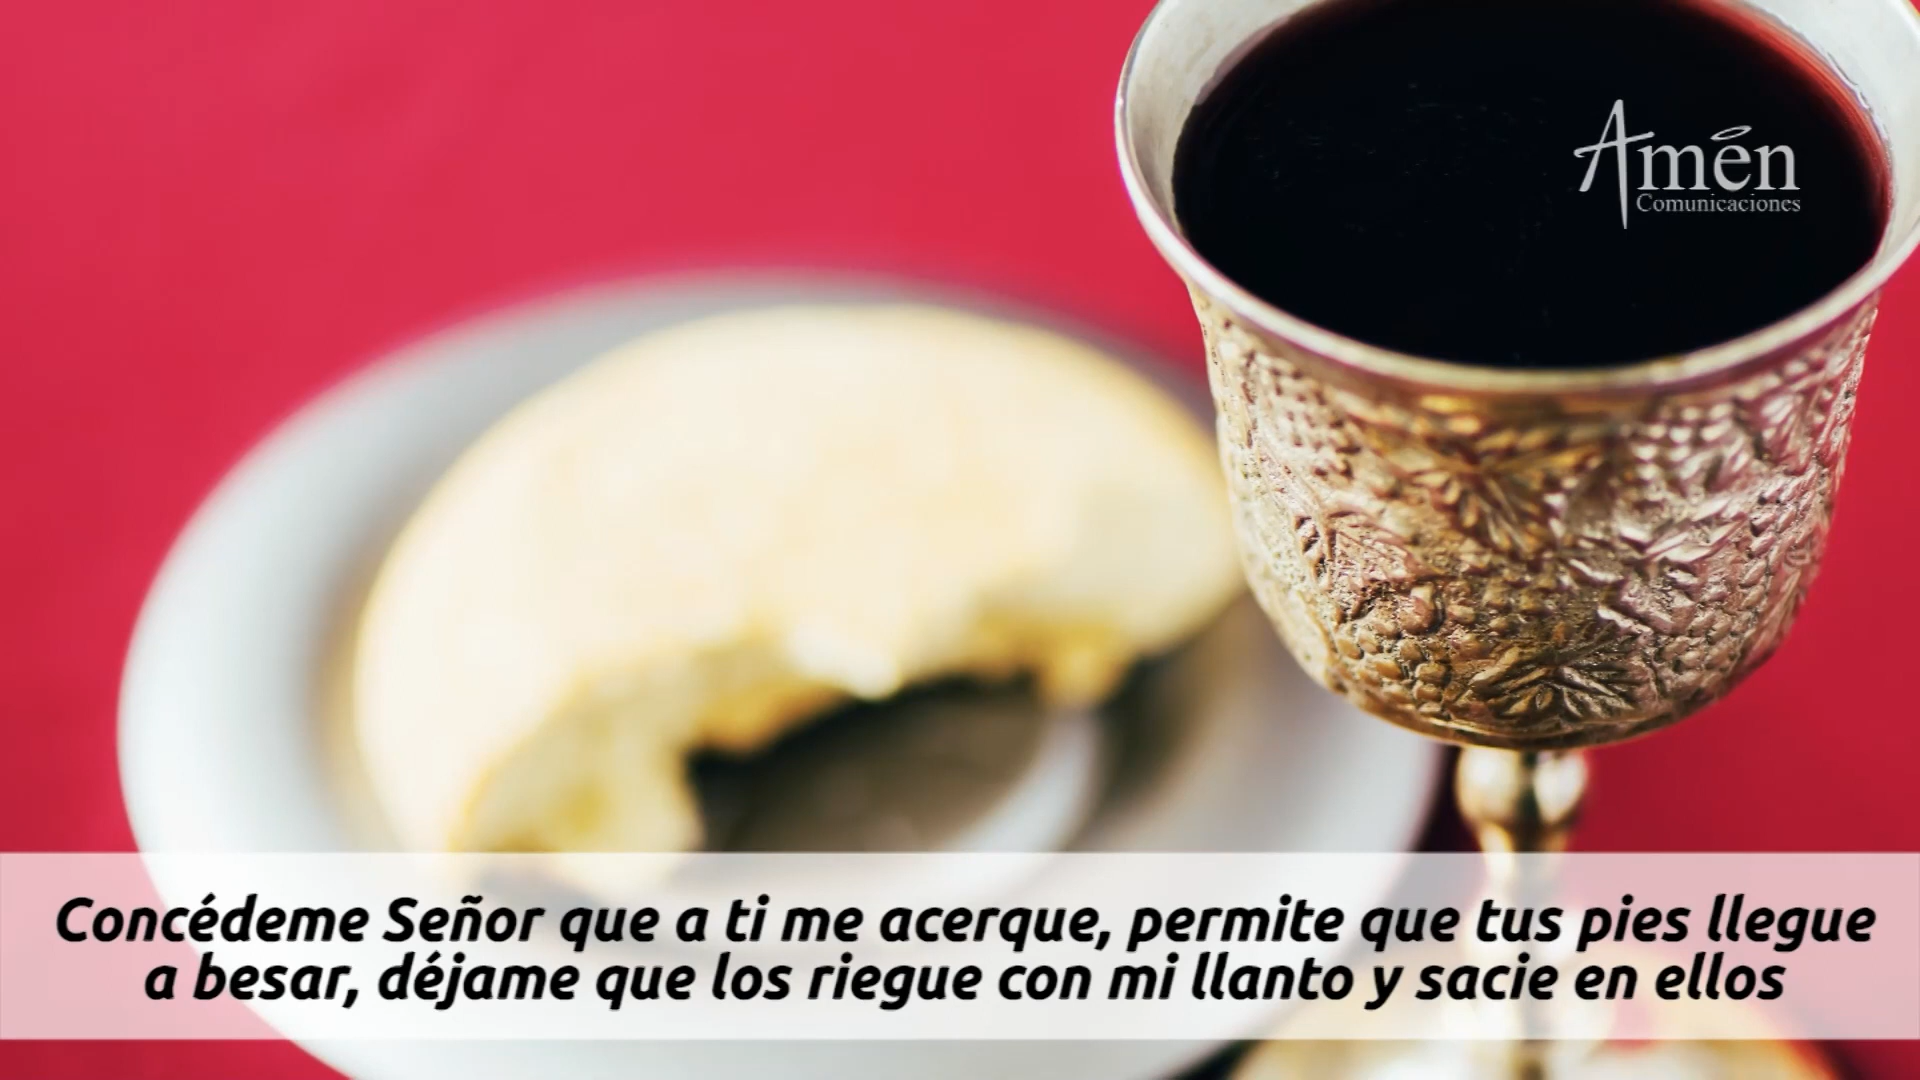 Amén
Comunicaciones
Concédeme Señor que a ti me acerque, permite que tus pies llegue
a besar, déjame que los riegue con mi llanto y sacie en ellos